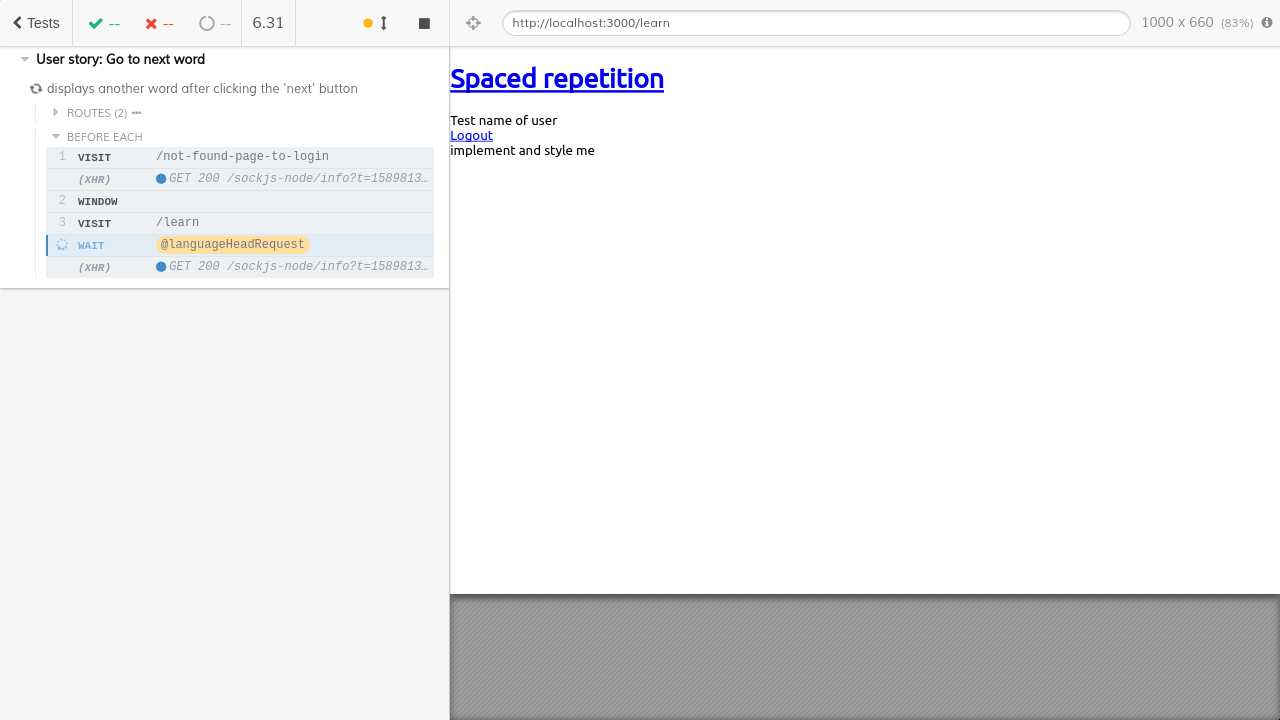 Tests -- -- -- 6.31
User story: Go to next word
displays another word after clicking the 'next' button
ROUTES (2)
BEFORE EACH
1 VISIT /not-found-page-to-login
(XHR) GET 200 /sockjs-node/info?t=1589813…
2 WINDOW
3 VISIT /learn
WAIT @languageHeadRequest
(XHR) GET 200 /sockjs-node/info?t=1589813…
http://localhost:3000/learn 1000 x 660 (83%)
Spaced repetition
Test name of user
Logout
implement and style me